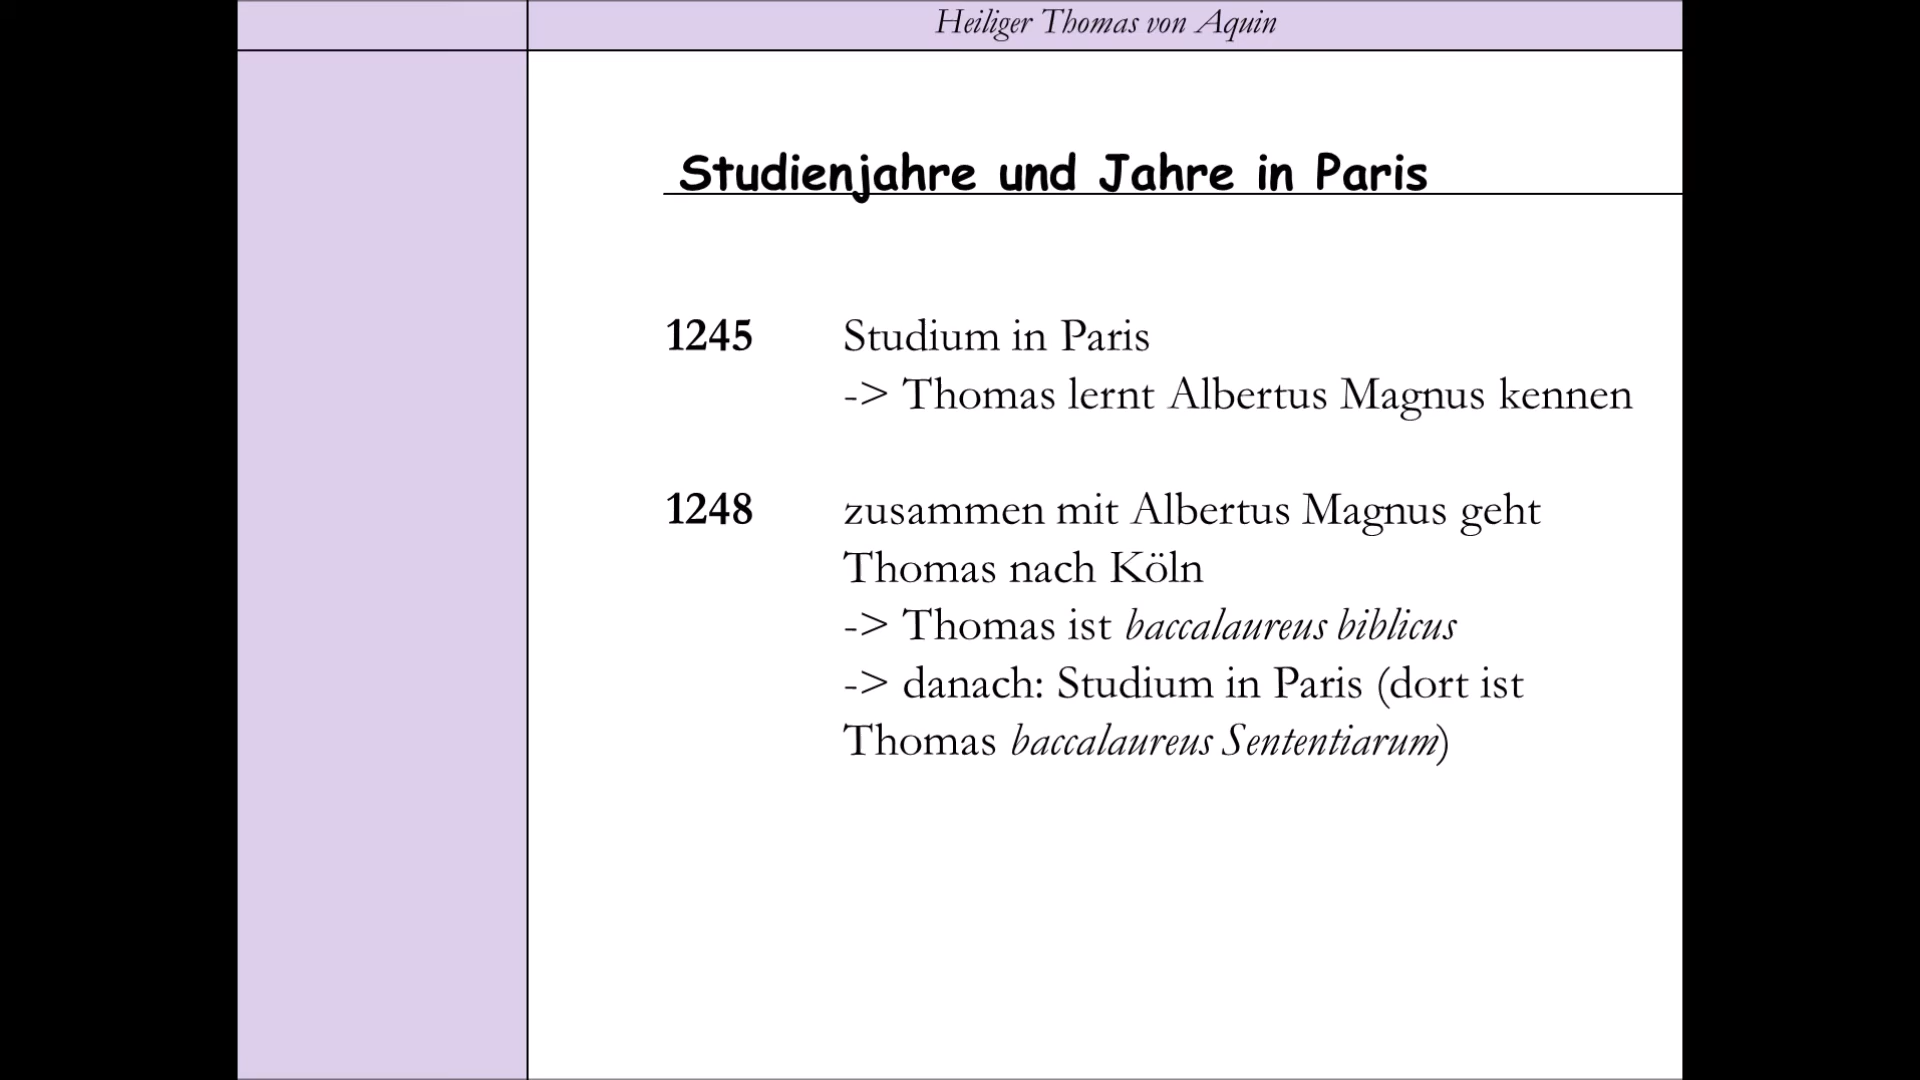 Heiliger Thomas von Aquin
Studienjahre und Jahre in Paris
1245 Studium in Paris
-> Thomas lernt Albertus Magnus kennen
1248 zusammen mit Albertus Magnus geht
Thomas nach Köln
-> Thomas ist baccalaureus biblicus
-> danach: Studium in Paris (dort ist
Thomas baccalaureus Sententiarum)